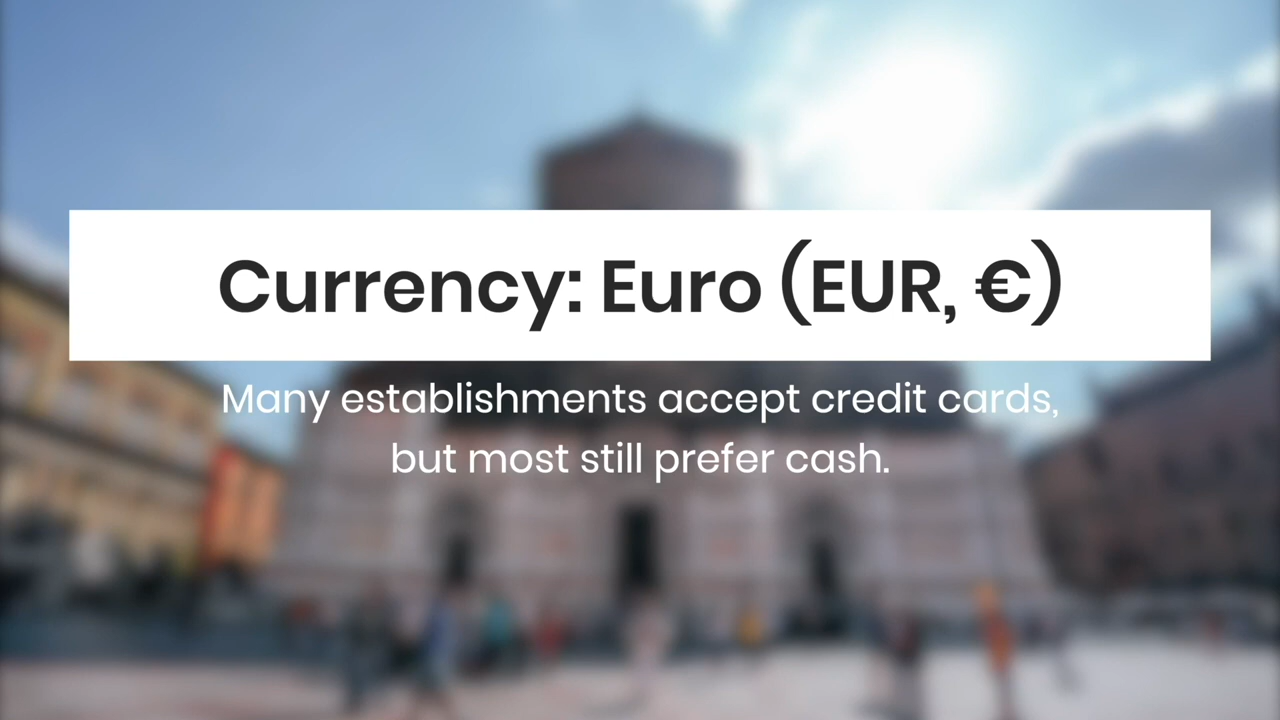 Currency: Euro (EUR, €)
Many establishments accept credit cards,
but most still prefer cash.